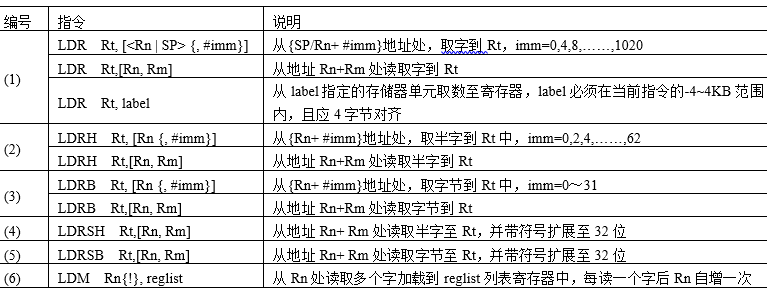 编号 指令 说明
(1) LDR Rt, [<Rn | SP> {, #imm}] 从{SP/Rn+ #imm}地址处，取字到 Rt，imm=0,4,8,……,1020
LDR Rt,[Rn, Rm] 从地址 Rn+Rm 处读取字到 Rt
LDR Rt, label 从 label 指定的存储器单元取数至寄存器，label 必须在当前指令的-4~4KB 范围
内，且应 4 字节对齐
(2) LDRH Rt, [Rn {, #imm}] 从{Rn+ #imm}地址处，取半字到 Rt 中，imm=0,2,4,……,62
LDRH Rt,[Rn, Rm] 从地址 Rn+Rm 处读取半字到 Rt
(3) LDRB Rt, [Rn {, #imm}] 从{Rn+ #imm}地址处，取字节到 Rt 中，imm=0～31
LDRB Rt,[Rn, Rm] 从地址 Rn+Rm 处读取字节到 Rt
(4) LDRSH Rt,[Rn, Rm] 从地址 Rn+ Rm 处读取半字至 Rt，并带符号扩展至 32 位
(5) LDRSB Rt,[Rn, Rm] 从地址 Rn+ Rm 处读取字节至 Rt，并带符号扩展至 32 位
(6) LDM Rn{!}, reglist 从 Rn 处读取多个字加载到 reglist 列表寄存器中，每读一个字后 Rn 自增一次